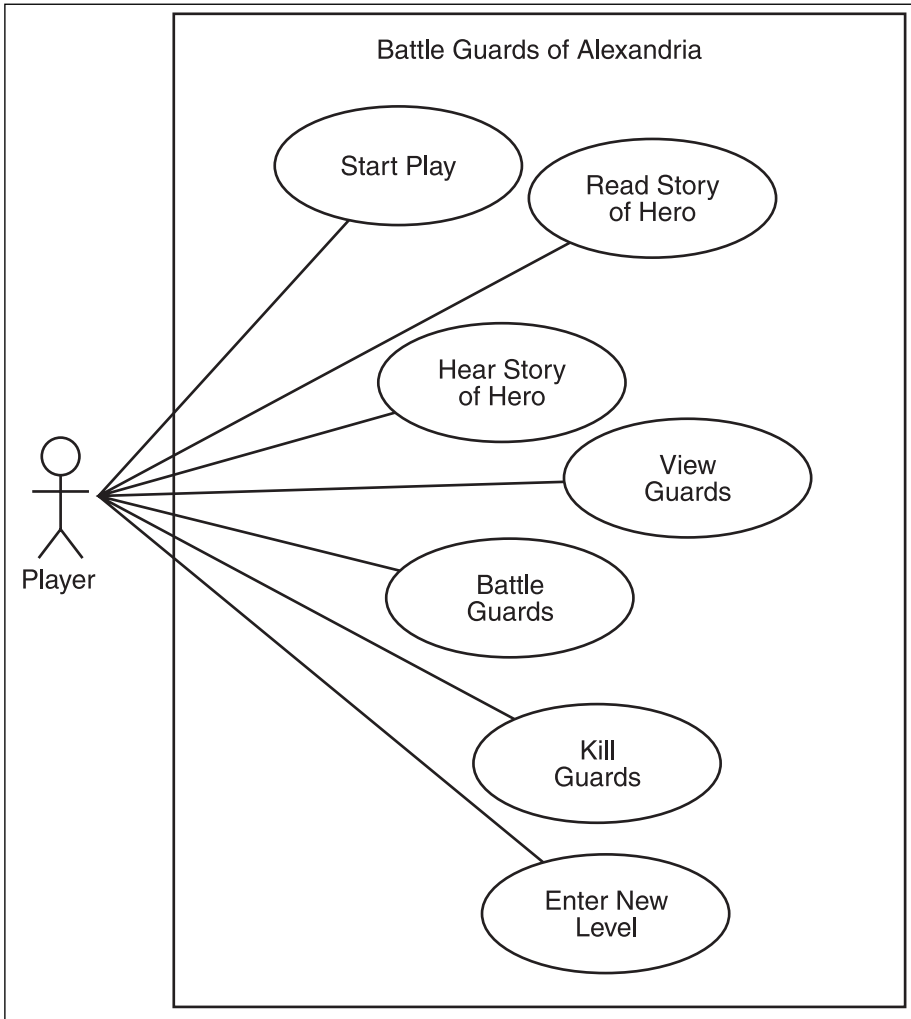 Battle Guards of Alexandria
Start Play
Read Story
of Hero
Hear Story
of Hero
View
Guards
Player
Battle
Guards
Kill
Guards
Enter New
Level